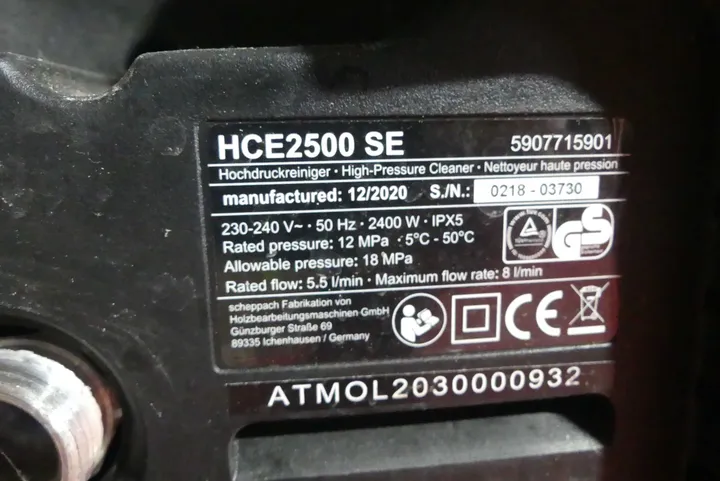 HCE2500 SE 5907715901
Hochdruckreiniger · High-Pressure Cleaner · Nettoyeur haute pression
manufactured: 12/2020 S./N.: 0218 - 03730
230-240 V~ · 50 Hz · 2400 W · IPX5
Rated pressure: 12 MPa · 5°C - 50°C
Allowable pressure: 18 MPa
Rated flow: 5.5 l/min · Maximum flow rate: 8 l/min
GS
scheppach Fabrikation von
Holzbearbeitungsmaschinen GmbH
Günzburger Straße 69
89335 Ichenhausen / Germany
CE
ATMOL2030000932